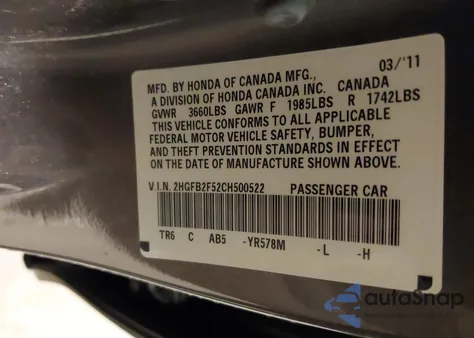 03/'11
MFD. BY HONDA OF CANADA MFG.,
A DIVISION OF HONDA CANADA INC. CANADA
GVWR 3660LBS GAWR F 1985LBS R 1742LBS
THIS VEHICLE CONFORMS TO ALL APPLICABLE
FEDERAL MOTOR VEHICLE SAFETY, BUMPER,
AND THEFT PREVENTION STANDARDS IN EFFECT
ON THE DATE OF MANUFACTURE SHOWN ABOVE.
V.I.N. 2HGFB2F52CH500522 PASSENGER CAR
TR6 C AB5 -YR578M -L -H
autoSnap